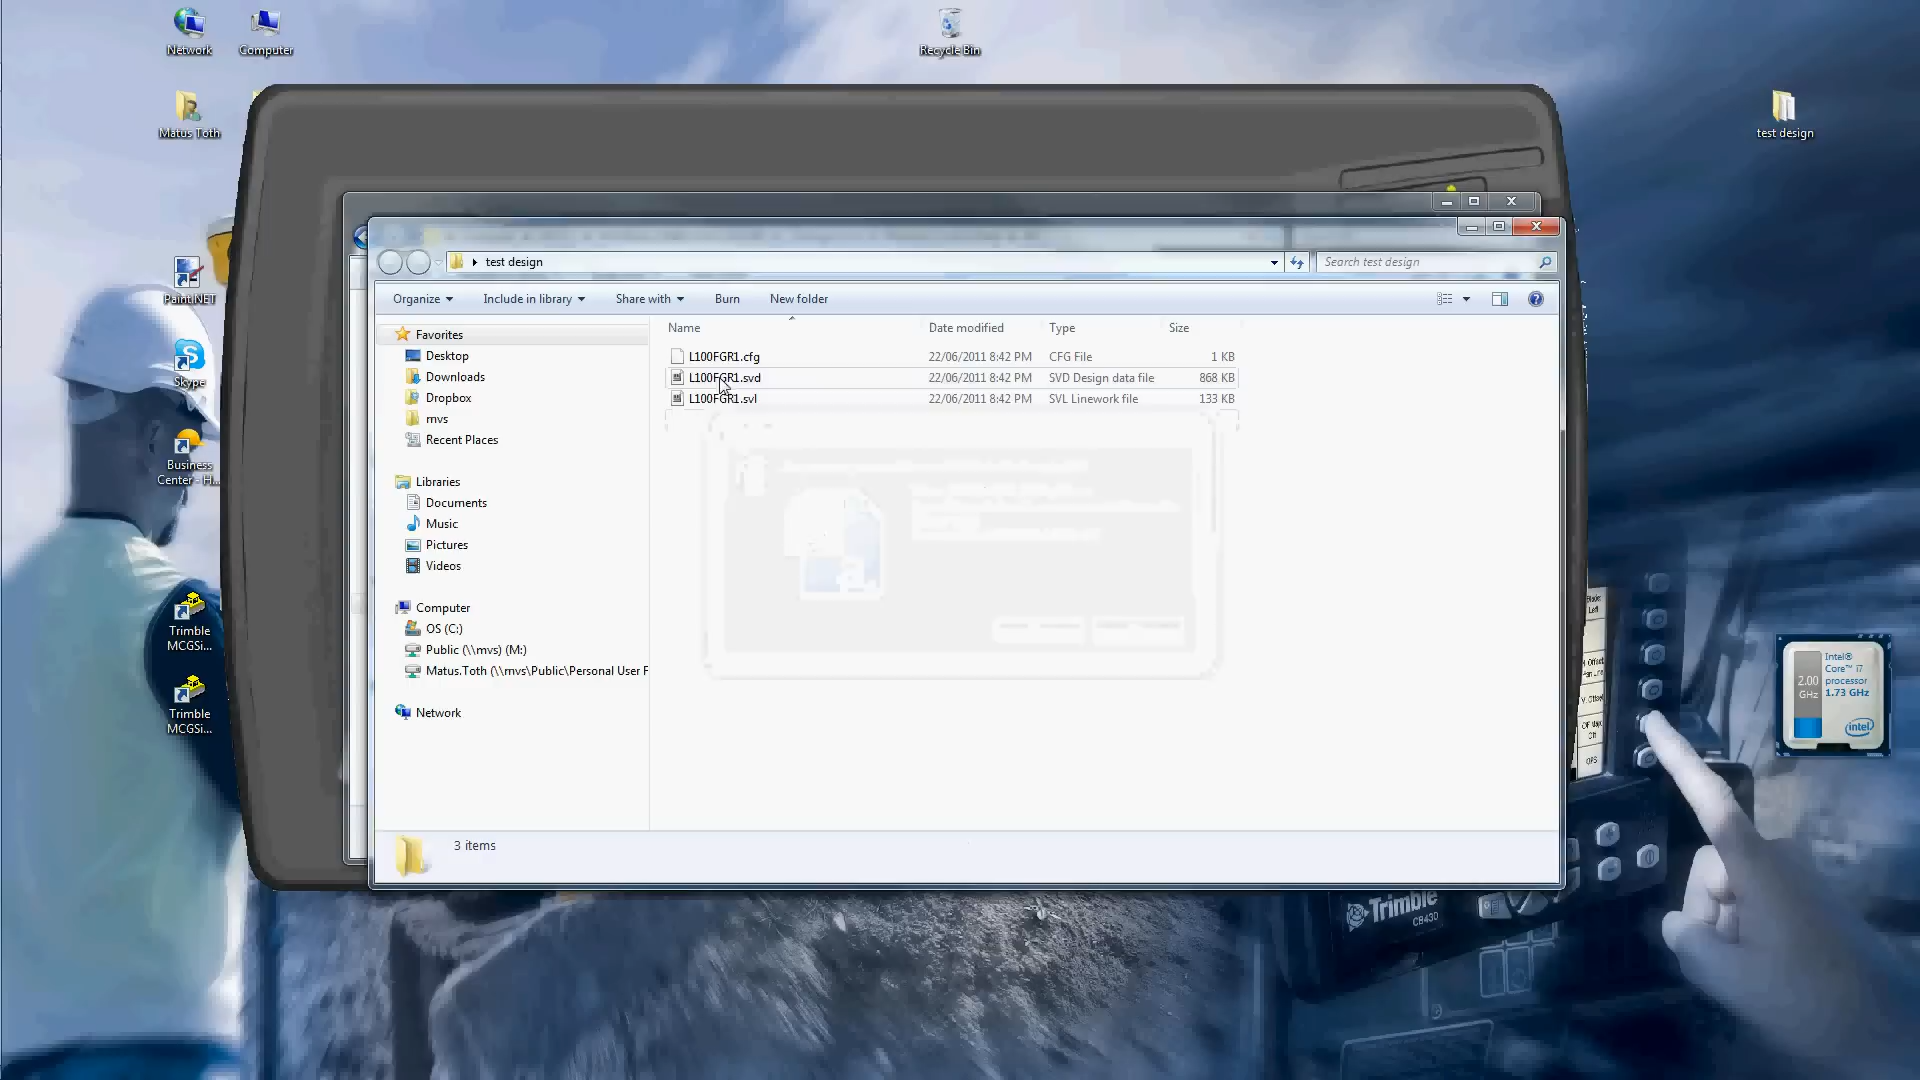 Network
Computer
Recycle Bin
Matus Toth
test design
test design
Search test design
Organize
Include in library
Share with
Burn
New folder
Name
Date modified
Type
Size
Favorites
Desktop
Downloads
Dropbox
mvs
Recent Places
Libraries
Documents
Music
Pictures
Videos
Computer
OS (C:)
Public (\\mvs) (M:)
Matus.Toth (\\mvs\Public\Personal User F
Network
L100FGR1.cfg
22/06/2011 8:42 PM
CFG File
1 KB
L100FGR1.svd
22/06/2011 8:42 PM
SVD Design data file
868 KB
L100FGR1.svl
22/06/2011 8:42 PM
SVL Linework file
133 KB
3 items
Paint.NET
Skype
Business
Center - H...
Trimble
MCGSi...
Trimble
MCGSi...
Left
GPS
Intel®
Core™ i7
processor
1.73 GHz
2.00
GHz
intel
Trimble
CB430